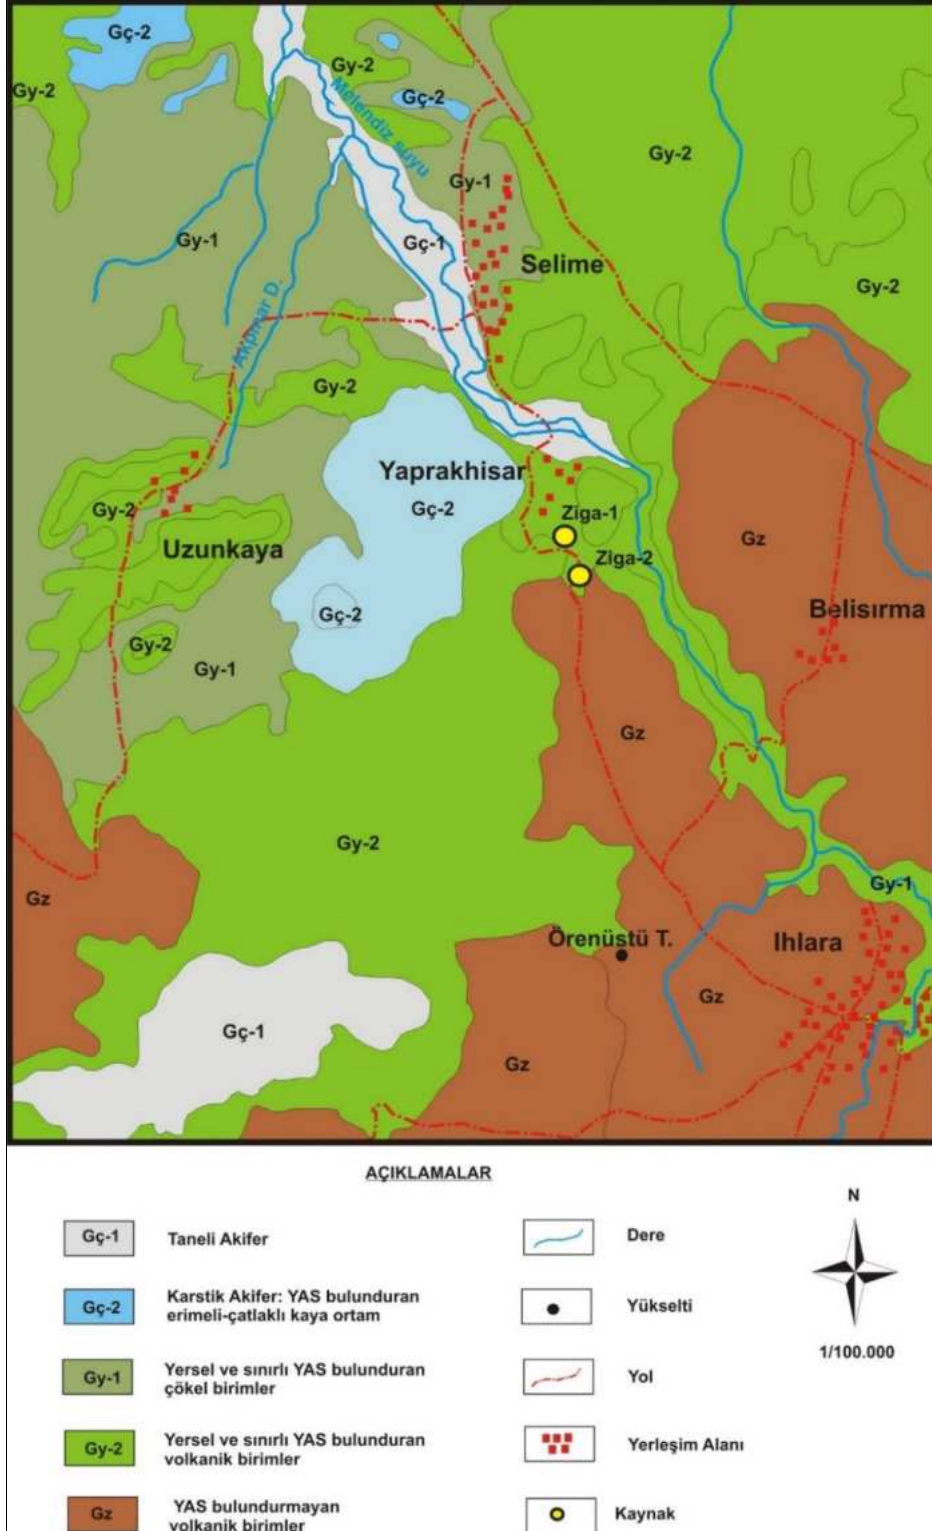 Gç-2
Gy-2
Gy-2
Gç-2
Melendiz suyu
Gy-2
Gy-1
Gy-1
Gç-1
Selime
Gy-2
Akpınar D.
Gy-2
Yaprakhisar
Gç-2
Gy-2
Ziga-1
Uzunkaya
Ziga-2
Gz
Gç-2
Belisırma
Gy-2
Gy-1
Gz
Gy-2
Gz
Gy-1
Örenüstü T.
Ihlara
Gz
Gç-1
Gz
AÇIKLAMALAR
Gç-1 Taneli Akifer
Gç-2 Karstik Akifer: YAS bulunduran
erimeli-çatlaklı kaya ortam
Gy-1 Yersel ve sınırlı YAS bulunduran
çökel birimler
Gy-2 Yersel ve sınırlı YAS bulunduran
volkanik birimler
Gz YAS bulundurmayan
volkanik birimler
Dere
Yükselti
Yol
Yerleşim Alanı
Kaynak
N
1/100.000